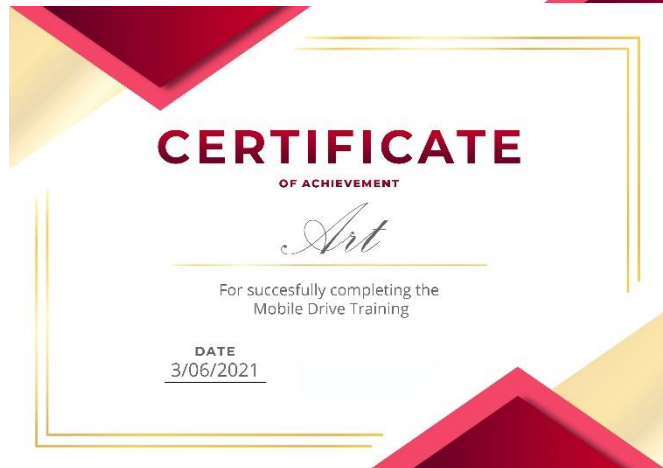 CERTIFICATE
OF ACHIEVEMENT
Art
For succesfully completing the
Mobile Drive Training
DATE
3/06/2021